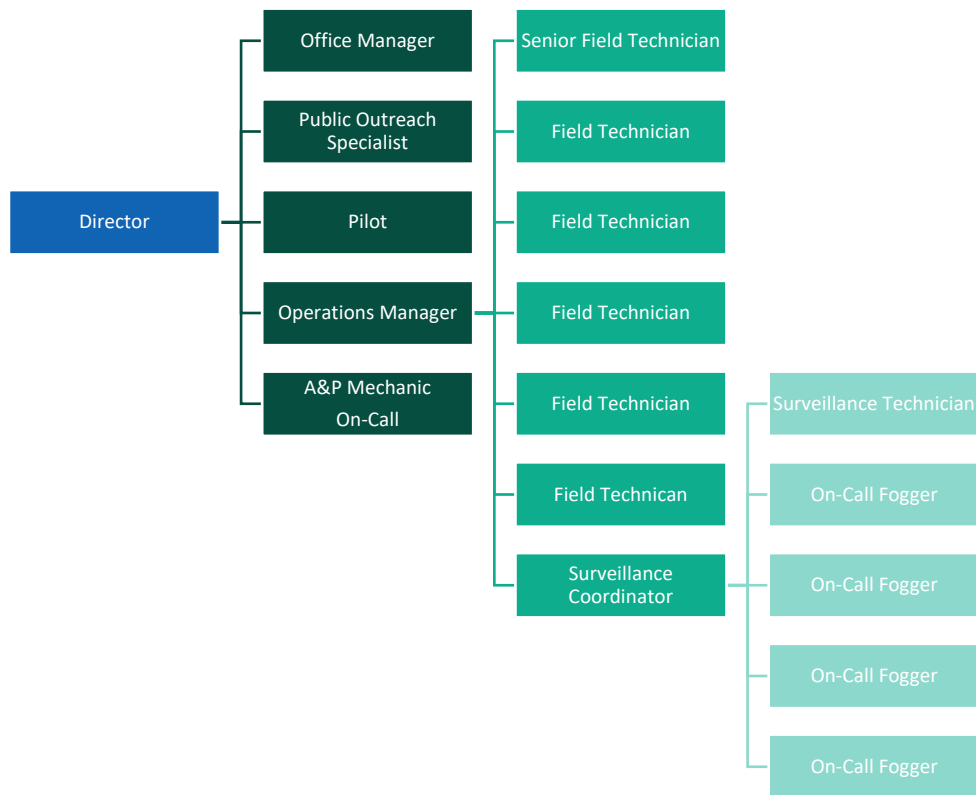 Director
Office Manager
Public Outreach
Specialist
Pilot
Operations Manager
A&P Mechanic
On-Call
Senior Field Technician
Field Technician
Field Technician
Field Technician
Field Technician
Field Technican
Surveillance
Coordinator
Surveillance Technician
On-Call Fogger
On-Call Fogger
On-Call Fogger
On-Call Fogger